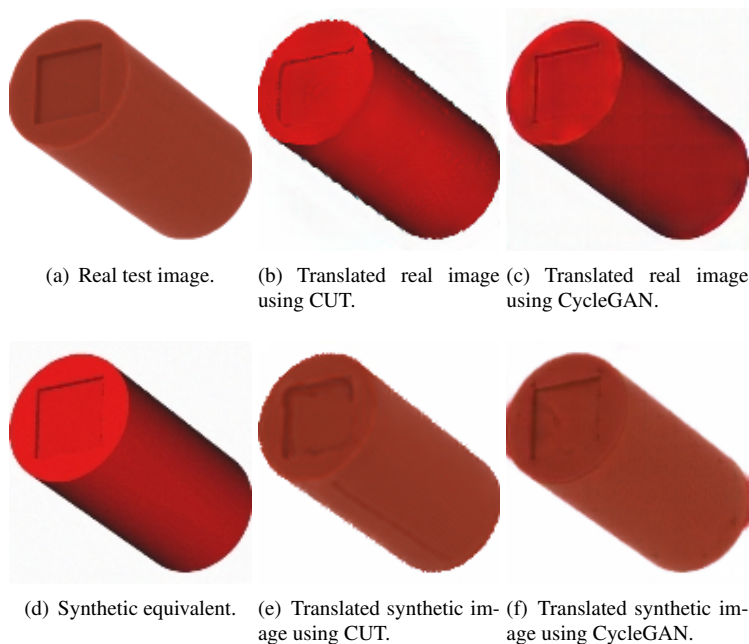 (a) Real test image.
(b) Translated real image
using CUT.
(c) Translated real image
using CycleGAN.
(d) Synthetic equivalent.
(e) Translated synthetic im-
age using CUT.
(f) Translated synthetic im-
age using CycleGAN.